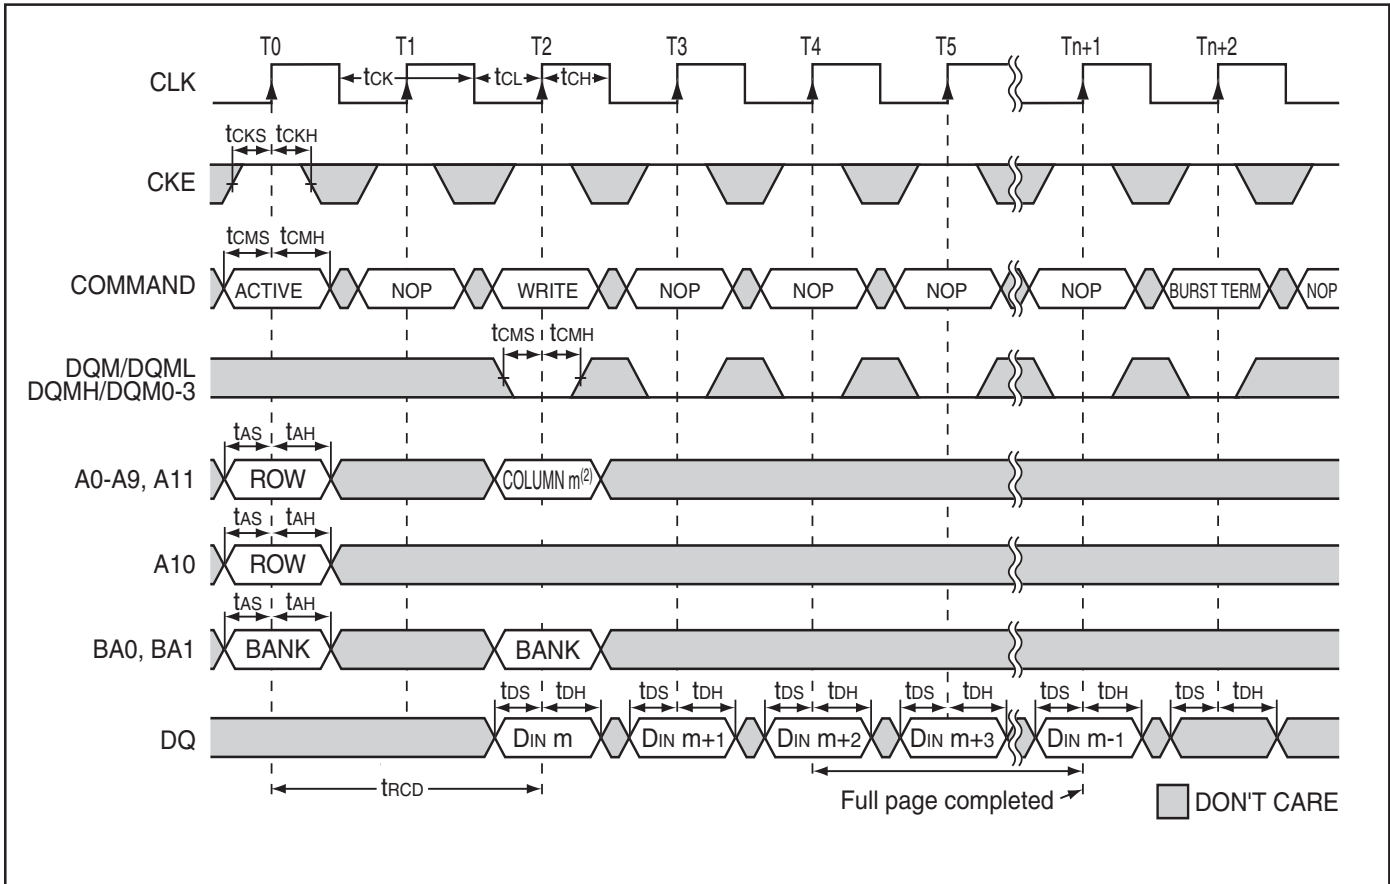 T0 T1 T2 T3 T4 T5 Tn+1 Tn+2
CLK tCK tCL tCH
tCKS tCKH
CKE
tCMS tCMH
COMMAND ACTIVE NOP WRITE NOP NOP NOP NOP BURST TERM NOP
tCMS tCMH
DQM/DQML
DQMH/DQM0-3
tAS tAH
A0-A9, A11 ROW COLUMN m(2)
tAS tAH
A10 ROW
tAS tAH
BA0, BA1 BANK BANK
tDS tDH tDS tDH tDS tDH tDS tDH tDS tDH tDS tDH
DQ DIN m DIN m+1 DIN m+2 DIN m+3 DIN m-1
tRCD
Full page completed DON'T CARE